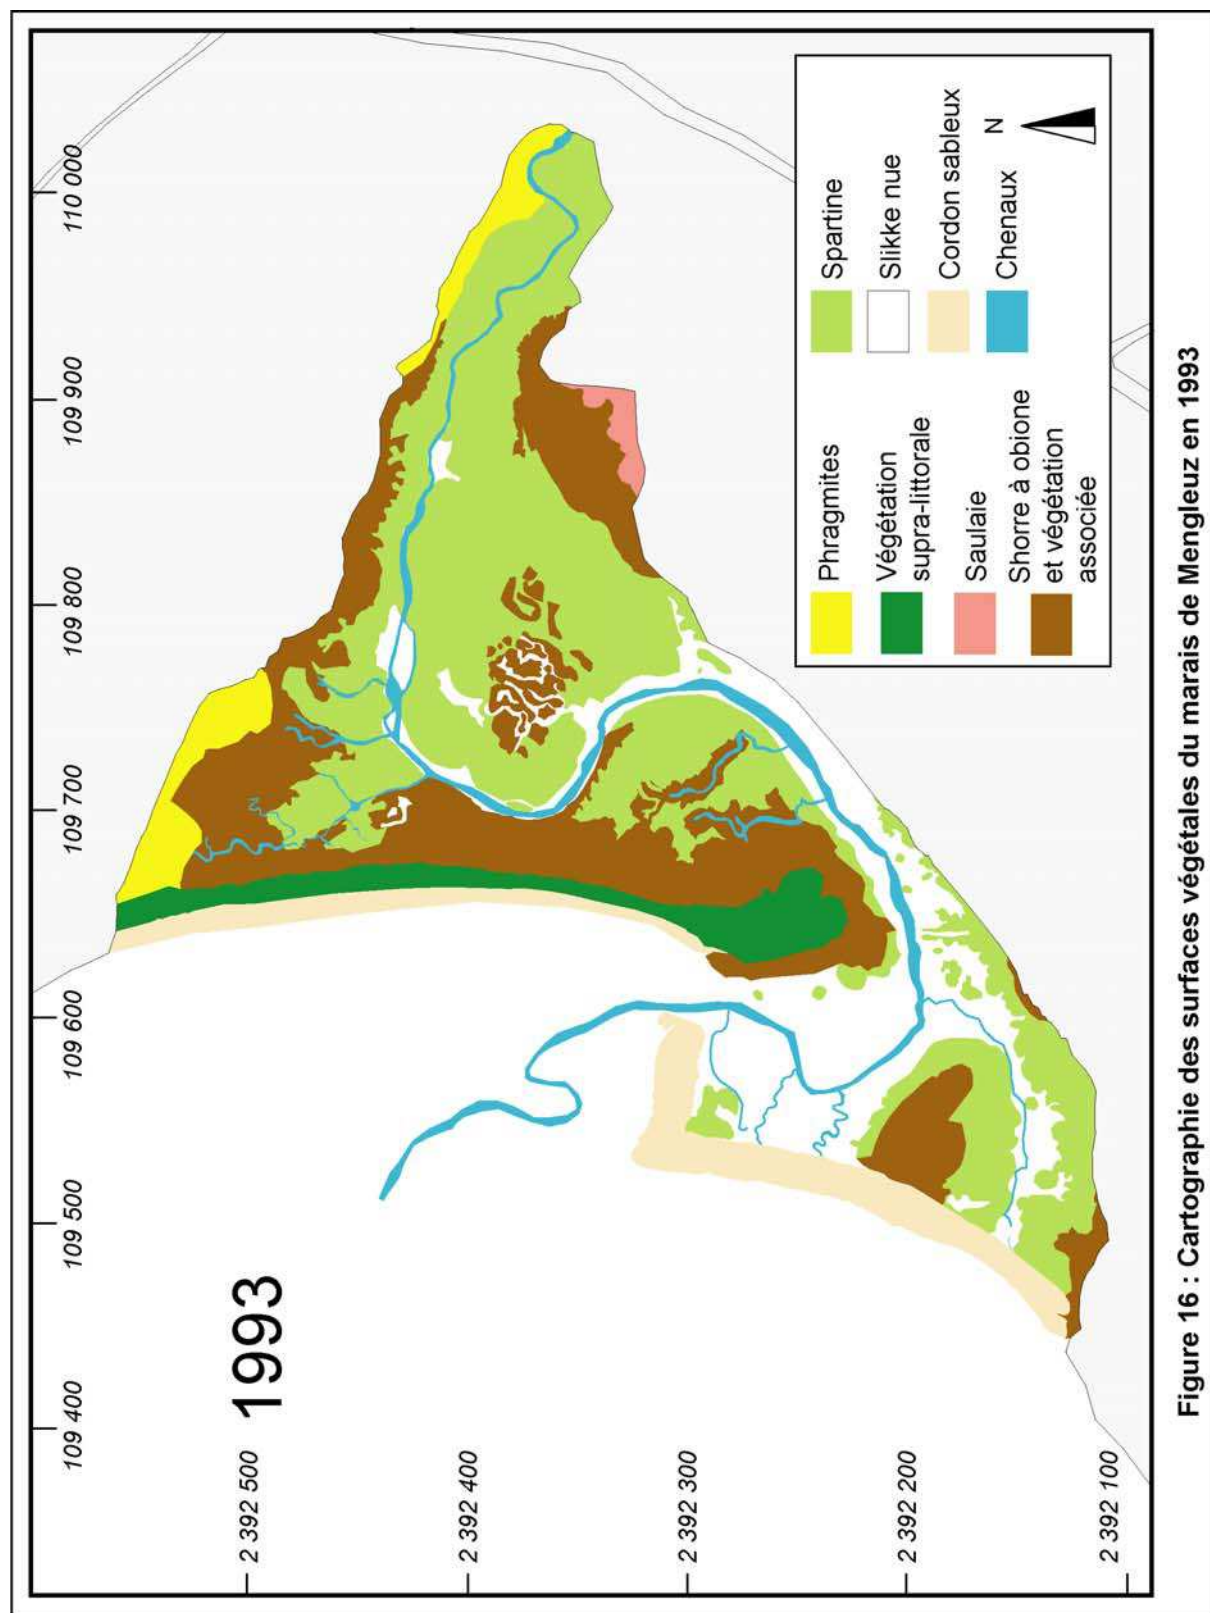 1993
109 400
109 500
109 600
109 700
109 800
109 900
110 000
2 392 500
2 392 400
2 392 300
2 392 200
2 392 100
Phragmites
Végétation
supra-littorale
Saulaie
Shorre à obione
et végétation
associée
Spartine
Slikke nue
Cordon sableux
Chenaux
N
Figure 16 : Cartographie des surfaces végétales du marais de Mengleuz en 1993